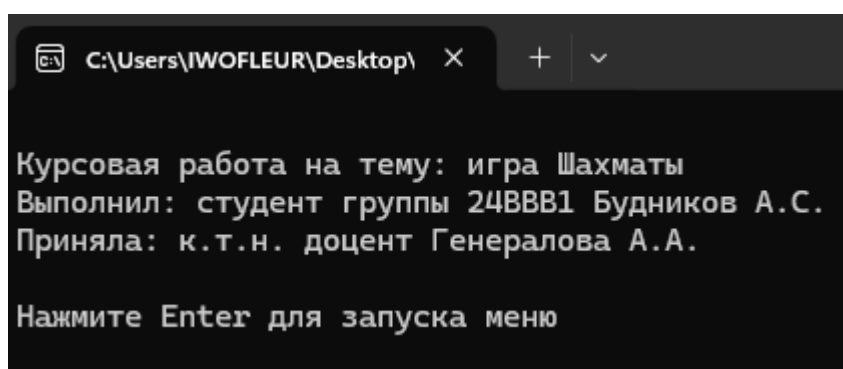 C:\Users\IWOFLEUR\Desktop\
Курсовая работа на тему: игра Шахматы
Выполнил: студент группы 24ВВВ1 Будников А.С.
Приняла: к.т.н. доцент Генералова А.А.
Нажмите Enter для запуска меню